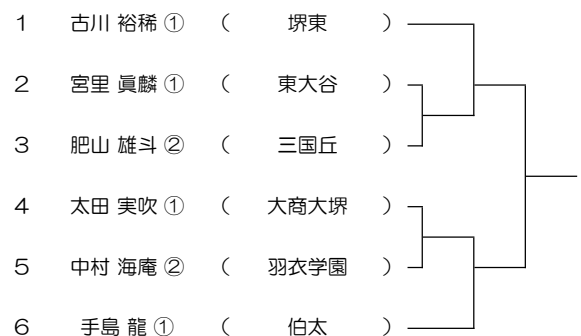 1 古川 裕稀 ① ( 堺東 )
2 宮里 眞麟 ① ( 東大谷 )
3 肥山 雄斗 ② ( 三国丘 )
4 太田 実吹 ① ( 大商大堺 )
5 中村 海庵 ② ( 羽衣学園 )
6 手島 龍 ① ( 伯太 )